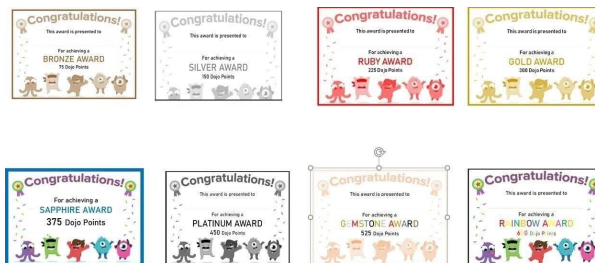 Congratulations!
This award is presented to
For achieving a
BRONZE AWARD
75 Dojo Points
Congratulations!
This award is presented to
For achieving a
SILVER AWARD
150 Dojo Points
Congratulations!
This award is presented to
For achieving a
RUBY AWARD
225 Dojo Points
Congratulations!
This award is presented to
For achieving a
GOLD AWARD
300 Dojo Points
Congratulations!
For achieving a
SAPPHIRE AWARD
375 Dojo Points
Congratulations!
This award is presented to
For achieving a
PLATINUM AWARD
450 Dojo Points
Congratulations!
This award is presented to
For achieving a
GEMSTONE AWARD
525 Dojo Points
Congratulations!
This award is presented to
For achieving a
RAINBOW AWARD
Dojo Points